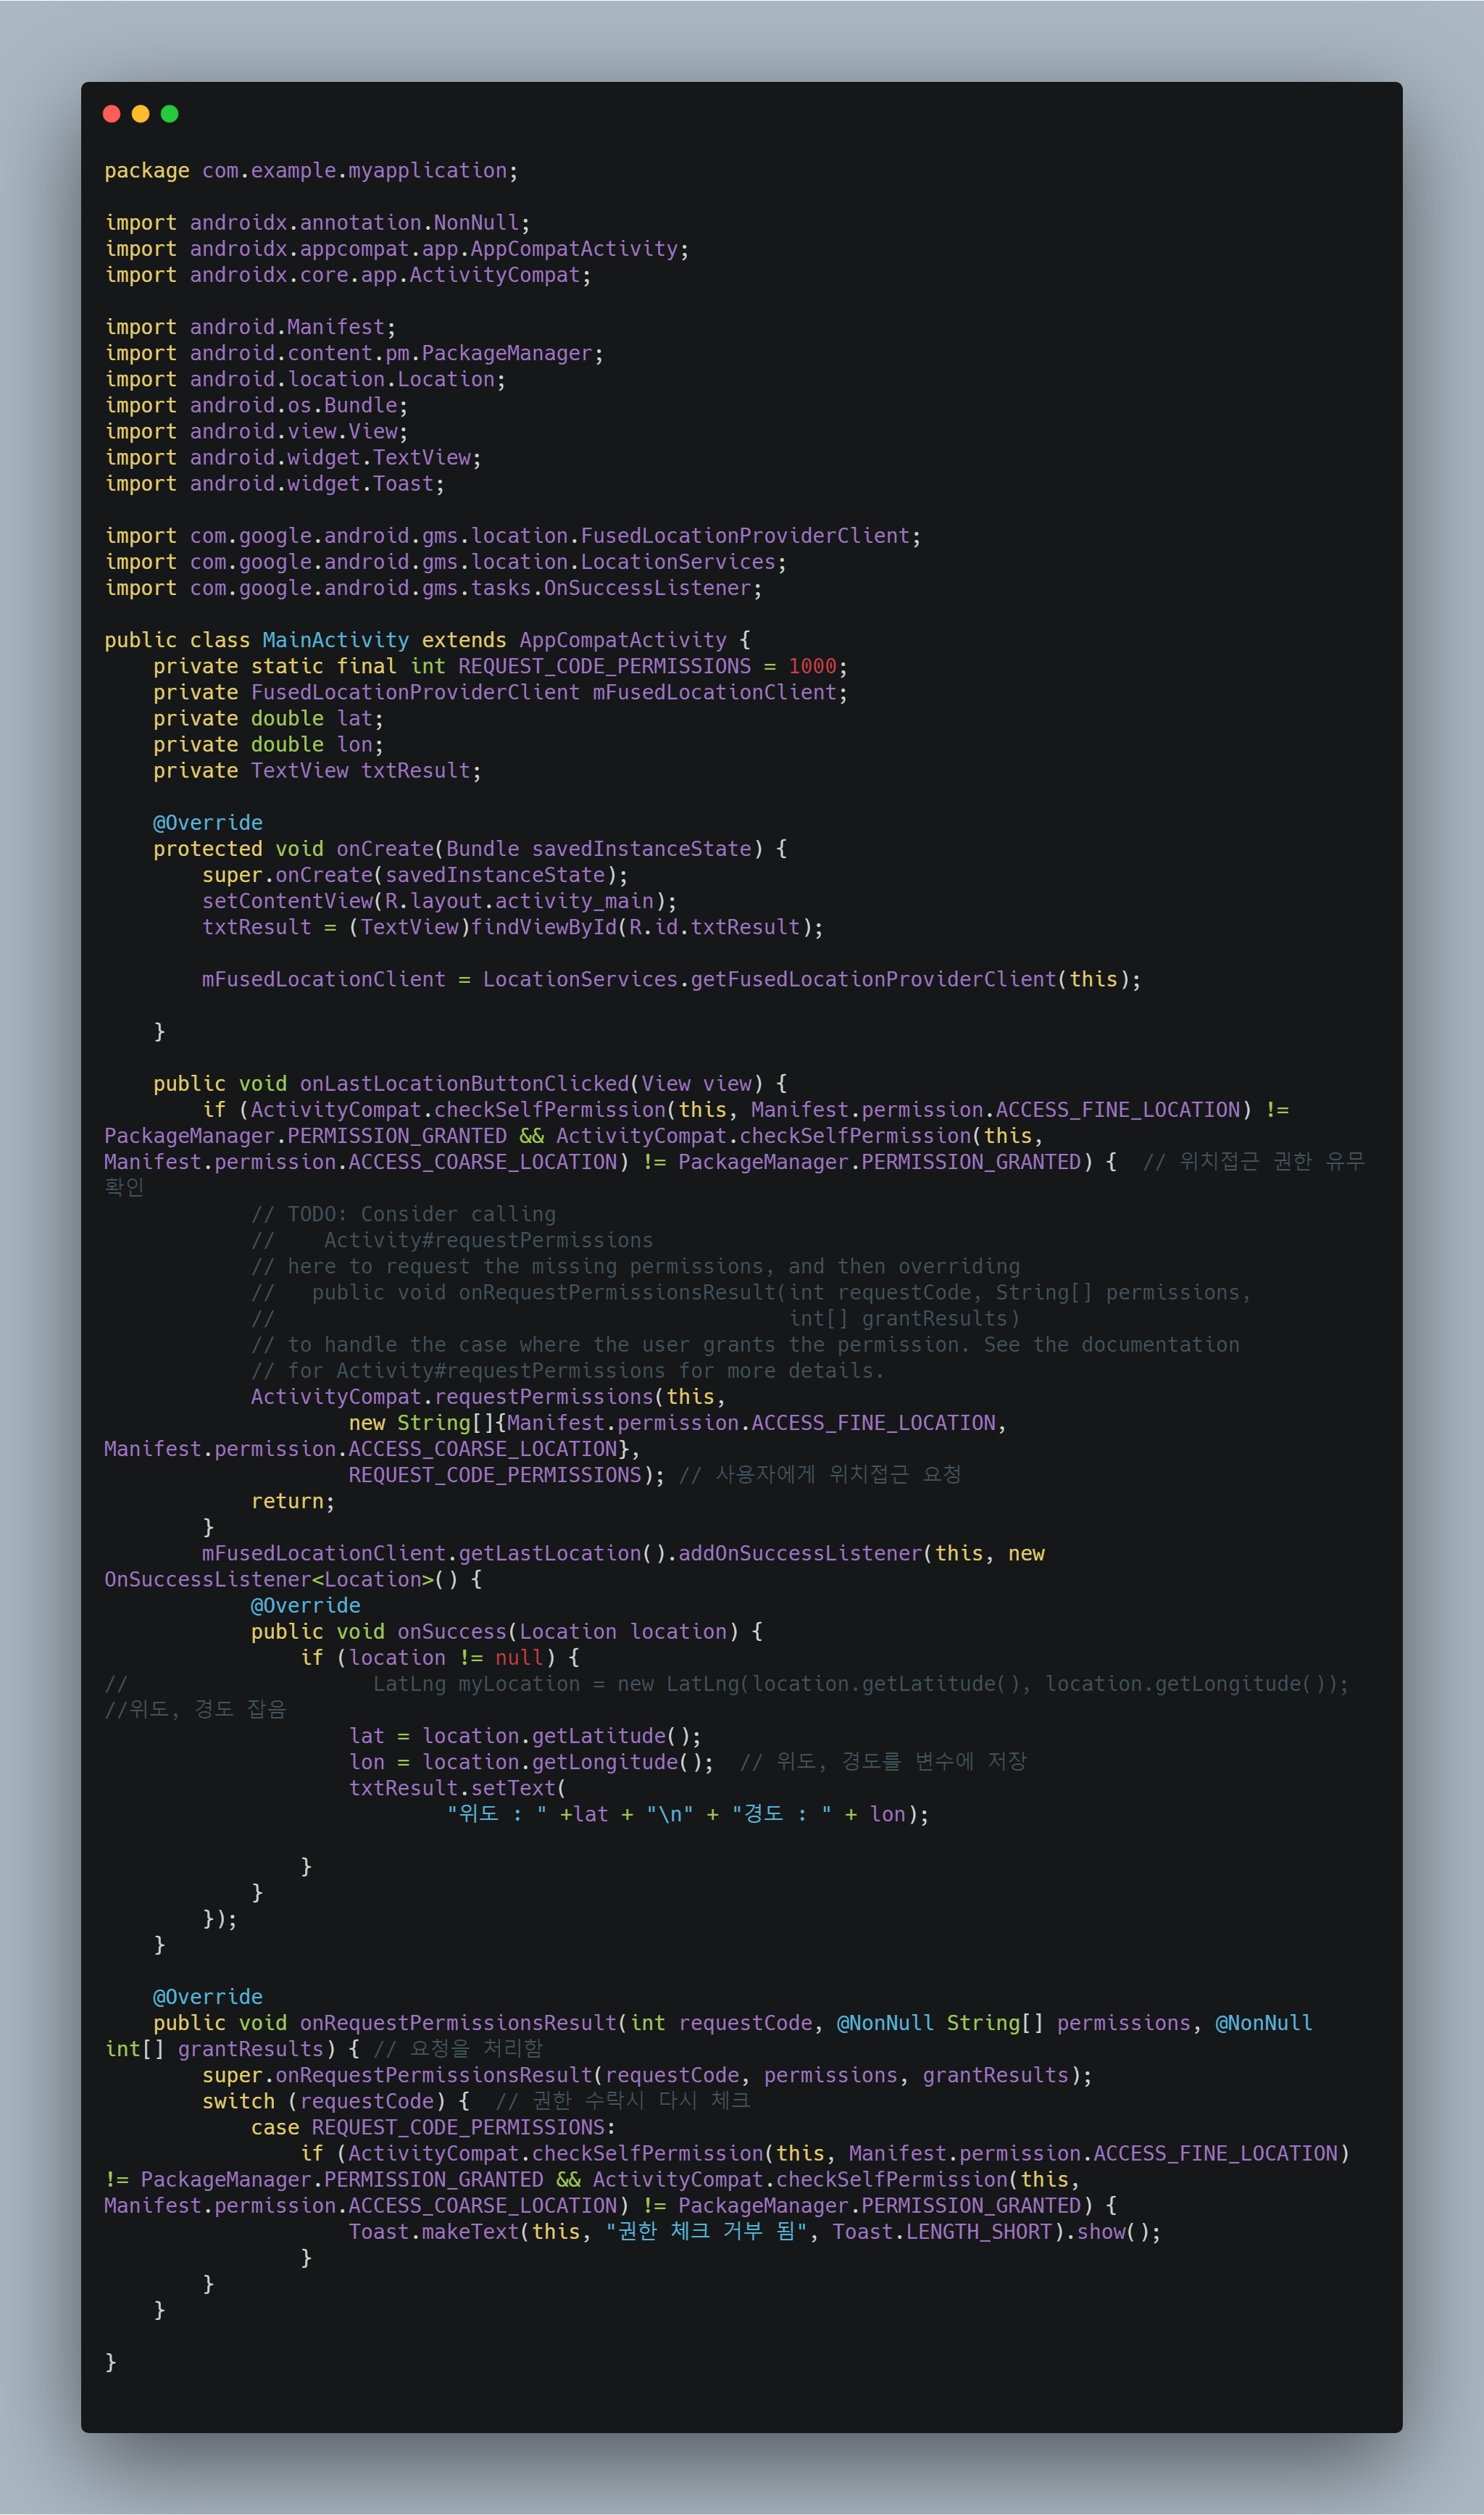 package com.example.myapplication;

import androidx.annotation.NonNull;
import androidx.appcompat.app.AppCompatActivity;
import androidx.core.app.ActivityCompat;

import android.Manifest;
import android.content.pm.PackageManager;
import android.location.Location;
import android.os.Bundle;
import android.view.View;
import android.widget.TextView;
import android.widget.Toast;

import com.google.android.gms.location.FusedLocationProviderClient;
import com.google.android.gms.location.LocationServices;
import com.google.android.gms.tasks.OnSuccessListener;

public class MainActivity extends AppCompatActivity {
    private static final int REQUEST_CODE_PERMISSIONS = 1000;
    private FusedLocationProviderClient mFusedLocationClient;
    private double lat;
    private double lon;
    private TextView txtResult;

    @Override
    protected void onCreate(Bundle savedInstanceState) {
        super.onCreate(savedInstanceState);
        setContentView(R.layout.activity_main);
        txtResult = (TextView)findViewById(R.id.txtResult);

        mFusedLocationClient = LocationServices.getFusedLocationProviderClient(this);

    }

    public void onLastLocationButtonClicked(View view) {
        if (ActivityCompat.checkSelfPermission(this, Manifest.permission.ACCESS_FINE_LOCATION) !=
PackageManager.PERMISSION_GRANTED && ActivityCompat.checkSelfPermission(this,
Manifest.permission.ACCESS_COARSE_LOCATION) != PackageManager.PERMISSION_GRANTED) {  // 위치접근 권한 유무
확인
            // TODO: Consider calling
            //    Activity#requestPermissions
            // here to request the missing permissions, and then overriding
            //   public void onRequestPermissionsResult(int requestCode, String[] permissions,
            //                                          int[] grantResults)
            // to handle the case where the user grants the permission. See the documentation
            // for Activity#requestPermissions for more details.
            ActivityCompat.requestPermissions(this,
                    new String[]{Manifest.permission.ACCESS_FINE_LOCATION,
Manifest.permission.ACCESS_COARSE_LOCATION},
                    REQUEST_CODE_PERMISSIONS); // 사용자에게 위치접근 요청
            return;
        }
        mFusedLocationClient.getLastLocation().addOnSuccessListener(this, new
OnSuccessListener<Location>() {
            @Override
            public void onSuccess(Location location) {
                if (location != null) {
//                    LatLng myLocation = new LatLng(location.getLatitude(), location.getLongitude());
//위도, 경도 잡음
                    lat = location.getLatitude();
                    lon = location.getLongitude();  // 위도, 경도를 변수에 저장
                    txtResult.setText(
                            "위도 : " +lat + "\n" + "경도 : " + lon);

                }
            }
        });
    }

    @Override
    public void onRequestPermissionsResult(int requestCode, @NonNull String[] permissions, @NonNull
int[] grantResults) { // 요청을 처리함
        super.onRequestPermissionsResult(requestCode, permissions, grantResults);
        switch (requestCode) {  // 권한 수락시 다시 체크
            case REQUEST_CODE_PERMISSIONS:
                if (ActivityCompat.checkSelfPermission(this, Manifest.permission.ACCESS_FINE_LOCATION)
!= PackageManager.PERMISSION_GRANTED && ActivityCompat.checkSelfPermission(this,
Manifest.permission.ACCESS_COARSE_LOCATION) != PackageManager.PERMISSION_GRANTED) {
                    Toast.makeText(this, "권한 체크 거부 됨", Toast.LENGTH_SHORT).show();
                }
        }
    }

}